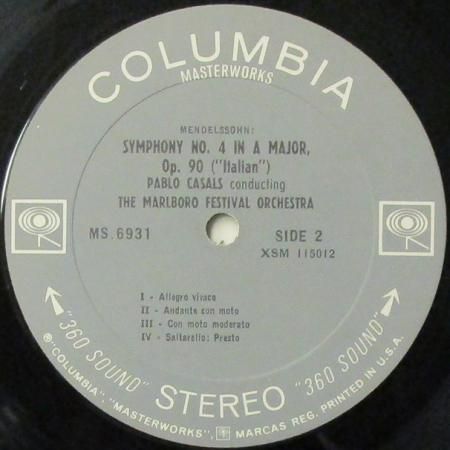 COLUMBIA
MASTERWORKS
MENDELSSOHN:
SYMPHONY NO. 4 IN A MAJOR,
Op. 90 ("Italian")
PABLO CASALS conducting
THE MARLBORO FESTIVAL ORCHESTRA
MS 6931
SIDE 2
XSM 115012
I - Allegro vivace
II - Andante con moto
III - Con moto moderato
IV - Saltarello: Presto
"360 SOUND" STEREO "360 SOUND"
® "COLUMBIA", "MASTERWORKS", MARCAS REG. PRINTED IN U.S.A.